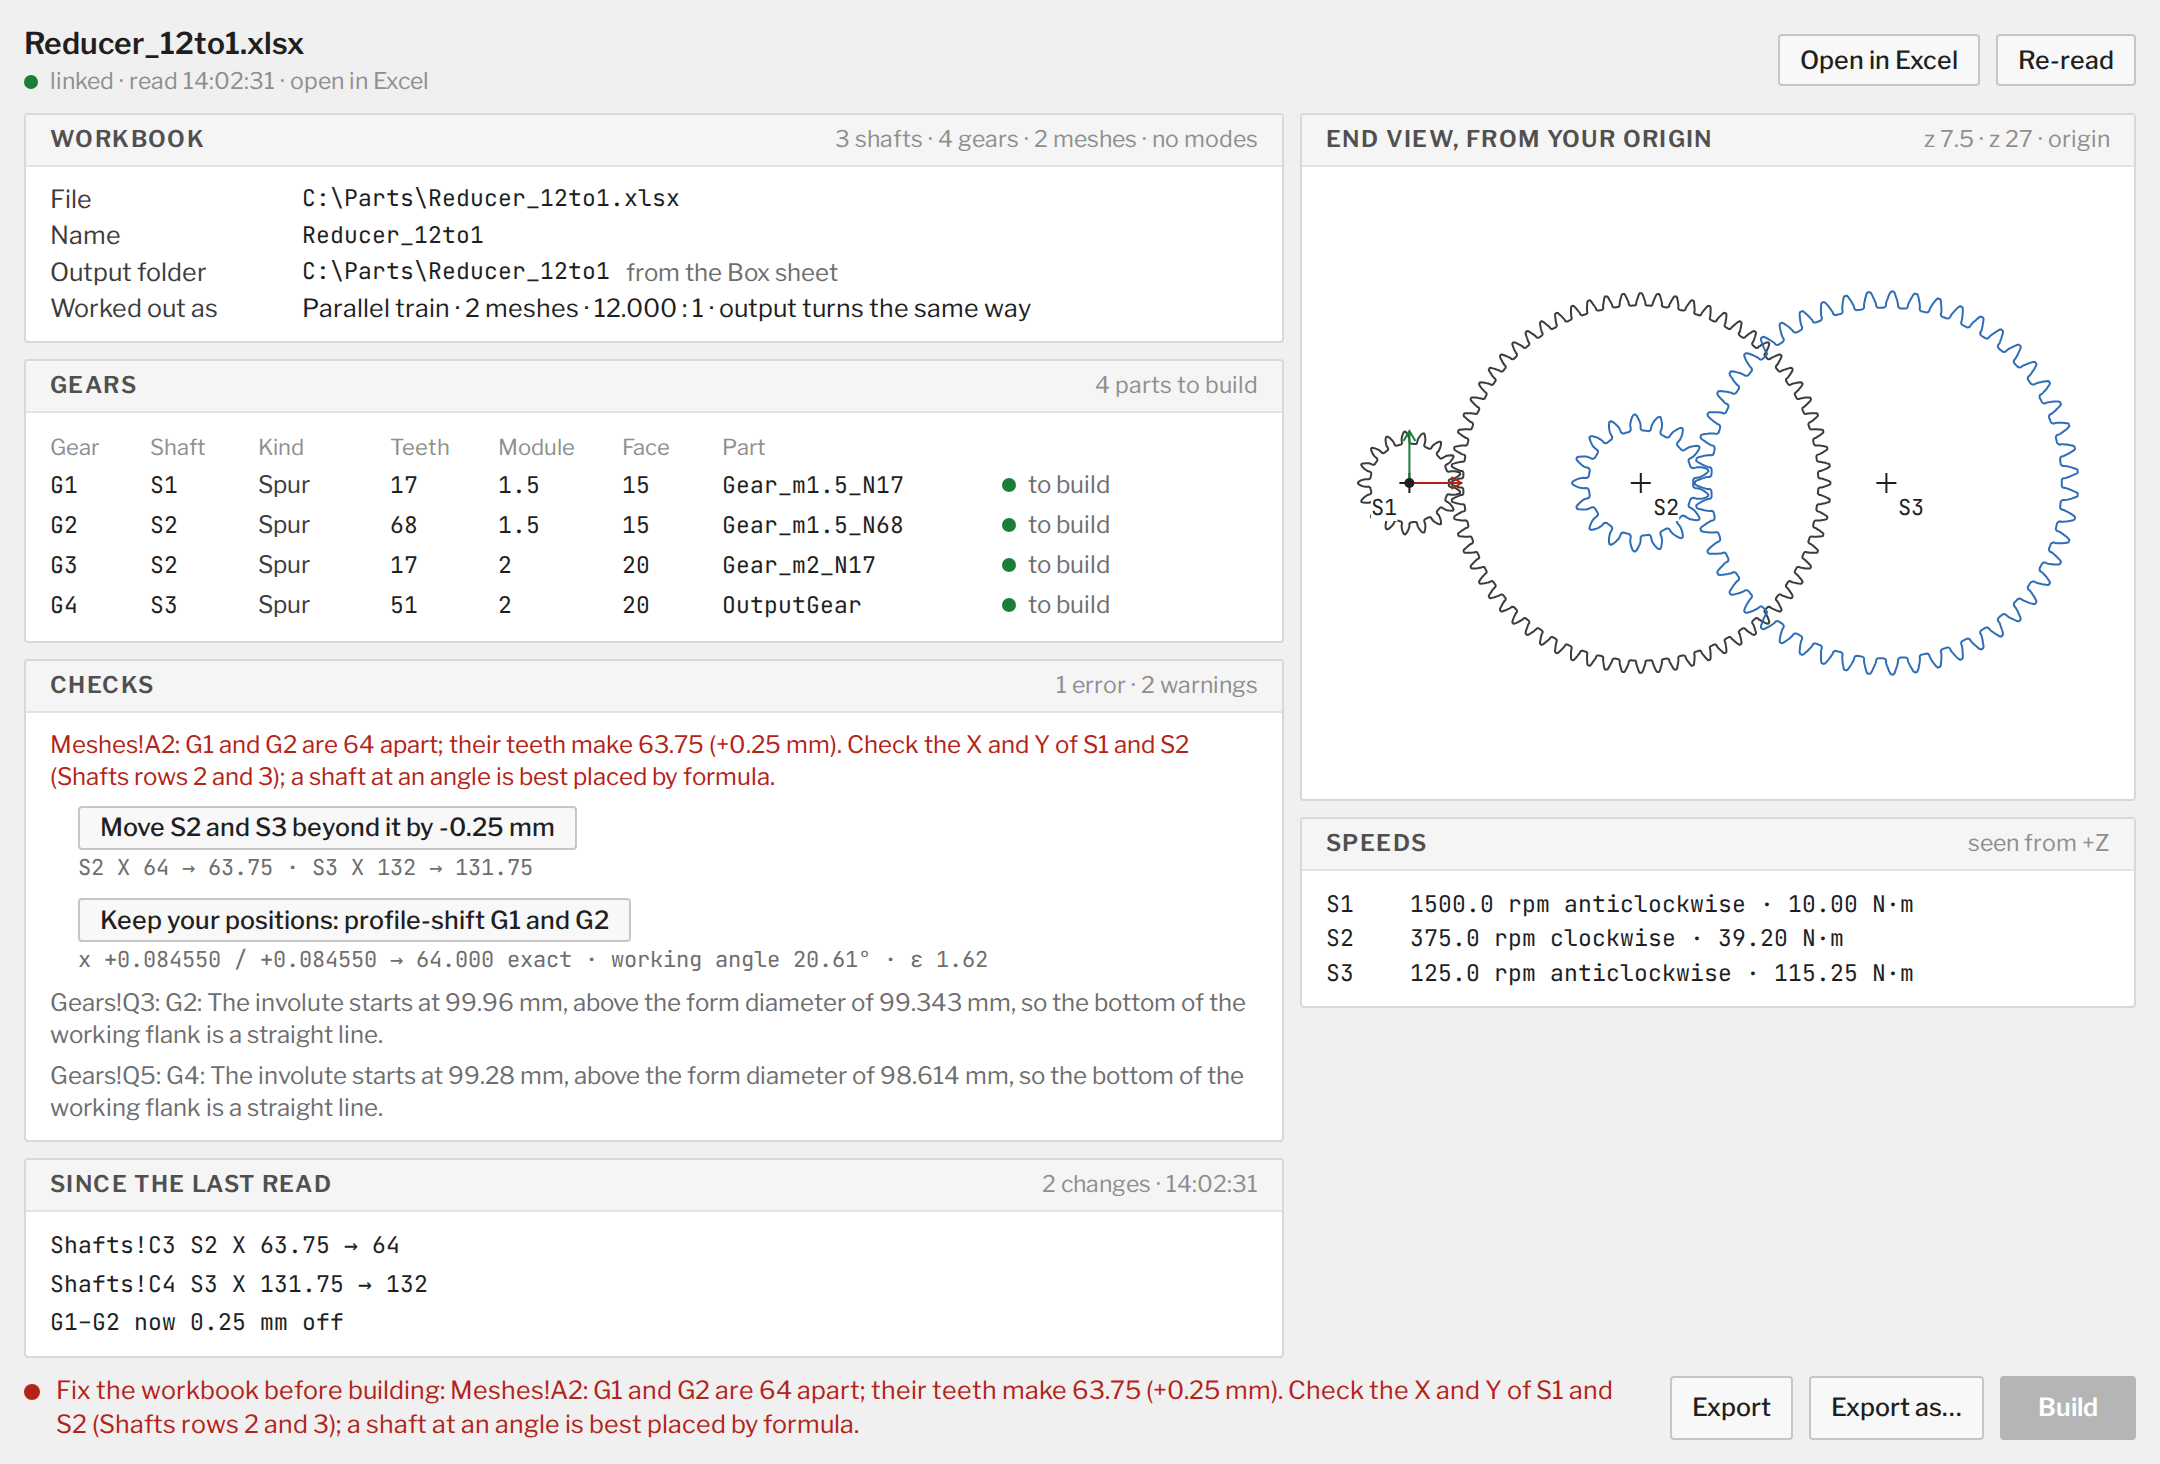 Reducer_12to1.xlsx
linked · read 14:02:31 · open in Excel
Open in Excel
Re-read
WORKBOOK
3 shafts · 4 gears · 2 meshes · no modes
File C:\Parts\Reducer_12to1.xlsx
Name Reducer_12to1
Output folder C:\Parts\Reducer_12to1 from the Box sheet
Worked out as Parallel train · 2 meshes · 12.000 : 1 · output turns the same way
GEARS
4 parts to build
Gear Shaft Kind Teeth Module Face Part
G1 S1 Spur 17 1.5 15 Gear_m1.5_N17 to build
G2 S2 Spur 68 1.5 15 Gear_m1.5_N68 to build
G3 S2 Spur 17 2 20 Gear_m2_N17 to build
G4 S3 Spur 51 2 20 OutputGear to build
CHECKS
1 error · 2 warnings
Meshes!A2: G1 and G2 are 64 apart; their teeth make 63.75 (+0.25 mm). Check the X and Y of S1 and S2
(Shafts rows 2 and 3); a shaft at an angle is best placed by formula.
Move S2 and S3 beyond it by -0.25 mm
S2 X 64 → 63.75 · S3 X 132 → 131.75
Keep your positions: profile-shift G1 and G2
x +0.084550 / +0.084550 → 64.000 exact · working angle 20.61° · ε 1.62
Gears!Q3: G2: The involute starts at 99.96 mm, above the form diameter of 99.343 mm, so the bottom of the
working flank is a straight line.
Gears!Q5: G4: The involute starts at 99.28 mm, above the form diameter of 98.614 mm, so the bottom of the
working flank is a straight line.
SINCE THE LAST READ
2 changes · 14:02:31
Shafts!C3 S2 X 63.75 → 64
Shafts!C4 S3 X 131.75 → 132
G1–G2 now 0.25 mm off
END VIEW, FROM YOUR ORIGIN
z 7.5 · z 27 · origin
S1
S2
S3
SPEEDS
seen from +Z
S1 1500.0 rpm anticlockwise · 10.00 N·m
S2 375.0 rpm clockwise · 39.20 N·m
S3 125.0 rpm anticlockwise · 115.25 N·m
Fix the workbook before building: Meshes!A2: G1 and G2 are 64 apart; their teeth make 63.75 (+0.25 mm). Check the X and Y of S1 and
S2 (Shafts rows 2 and 3); a shaft at an angle is best placed by formula.
Export
Export as...
Build